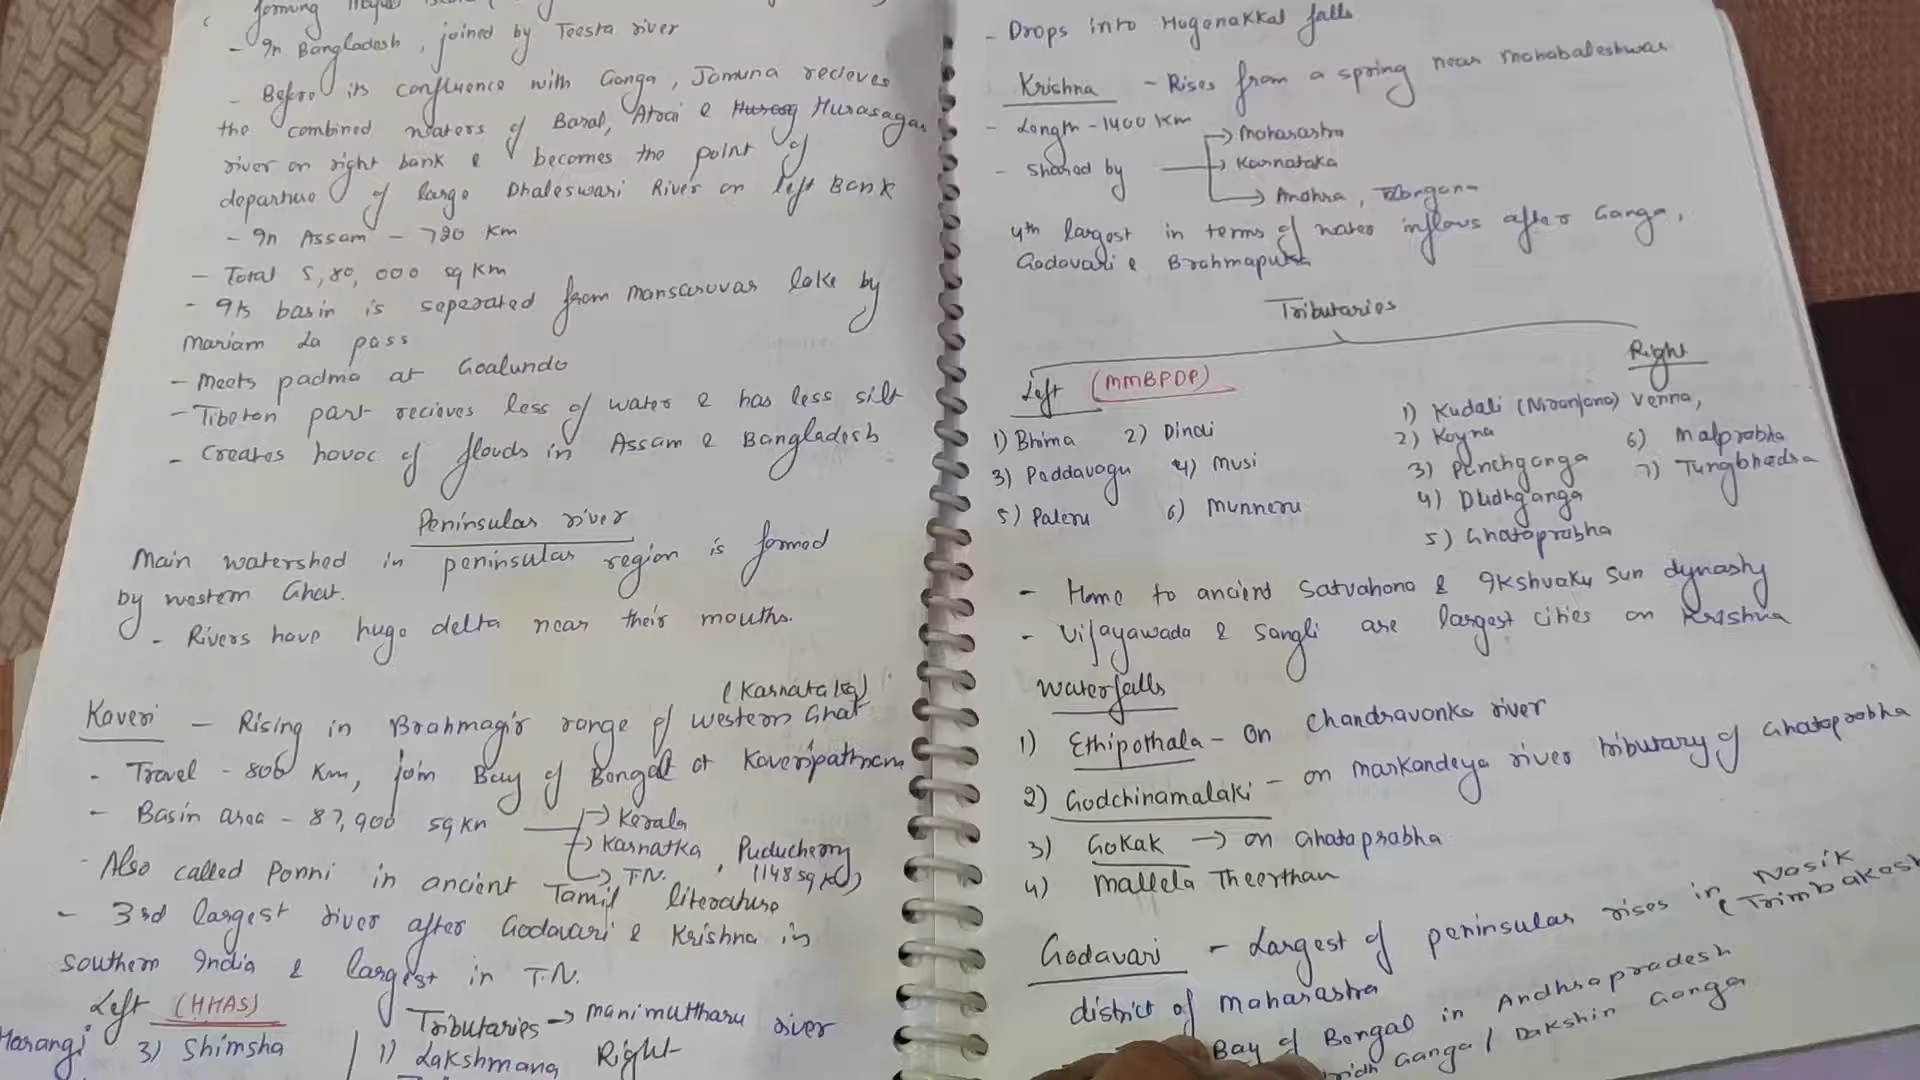 forming
- In Bangladesh, joined by Teesta river
- Before its confluence with Ganga, Jamuna recieves
the combined waters of Baral, Atrai & Hurasagar
river on right bank & becomes the point of
departure of large Dhaleswari River on left Bank
- In Assam - 720 Km
- Total 5,80,000 sq Km
- Its basin is seperated from Mansarovar lake by
Mariam La pass
- Meets padma at Goalundo
- Tibetan part recieves less of water & has less silt
- Creates havoc of floods in Assam & Bangladesh
Peninsular river
Main watershed in peninsular region is formed
by western Ghat.
- Rivers have huge delta near their mouths.
(Karnataka)
Kaveri - Rising in Brahmagir range of western Ghat
- Travel - 800 Km, join Bay of Bengal at Kaveripatnam
- Basin area - 87,900 sq Km → Kerala
→ Karnatka, Puducherry
→ T.N. (148 sq Km)
- Also called Ponni in ancient Tamil literature
- 3rd largest river after Godavari & Krishna in
southern India & largest in T.N.
Left (HHAS)
Tributaries → manimuttharu river
Harangi 3) Shimsha
1) Lakshmana Right
- Drops into Hogenakkal falls
Krishna - Rises from a spring near Mahabaleshwar
- Length - 1400 Km
- Shared by → Maharastra
→ Karnataka
→ Andhra, Telangana
4th largest in terms of water inflows after Ganga,
Godavari & Brahmaputra
Tributaries
Left (MMBPDP)
1) Bhima 2) Dindi
3) Peddavagu 4) Musi
5) Paleru 6) Munneru
Right
1) Kudali (Niranjana) Venna,
2) Koyna 6) Malprabha
3) Panchganga 7) Tungbhadra
4) Dudhganga
5) Ghataprabha
- Home to ancient Satvahana & Ikshvaku Sun dynasty
- Vijayawada & Sangli are largest cities on Krishna
Waterfalls
1) Ethipothala - On Chandravanka river
2) Godchinamalaki - on markandeya river tributary of Ghataprabha
3) Gokak → on Ghataprabha
4) Mallela Theertham
Godavari - Largest of peninsular rises in Nasik
(Trimbakesh
district of Maharastra
Bay of Bengal in Andhrapradesh
Ganga / Dakshin Ganga